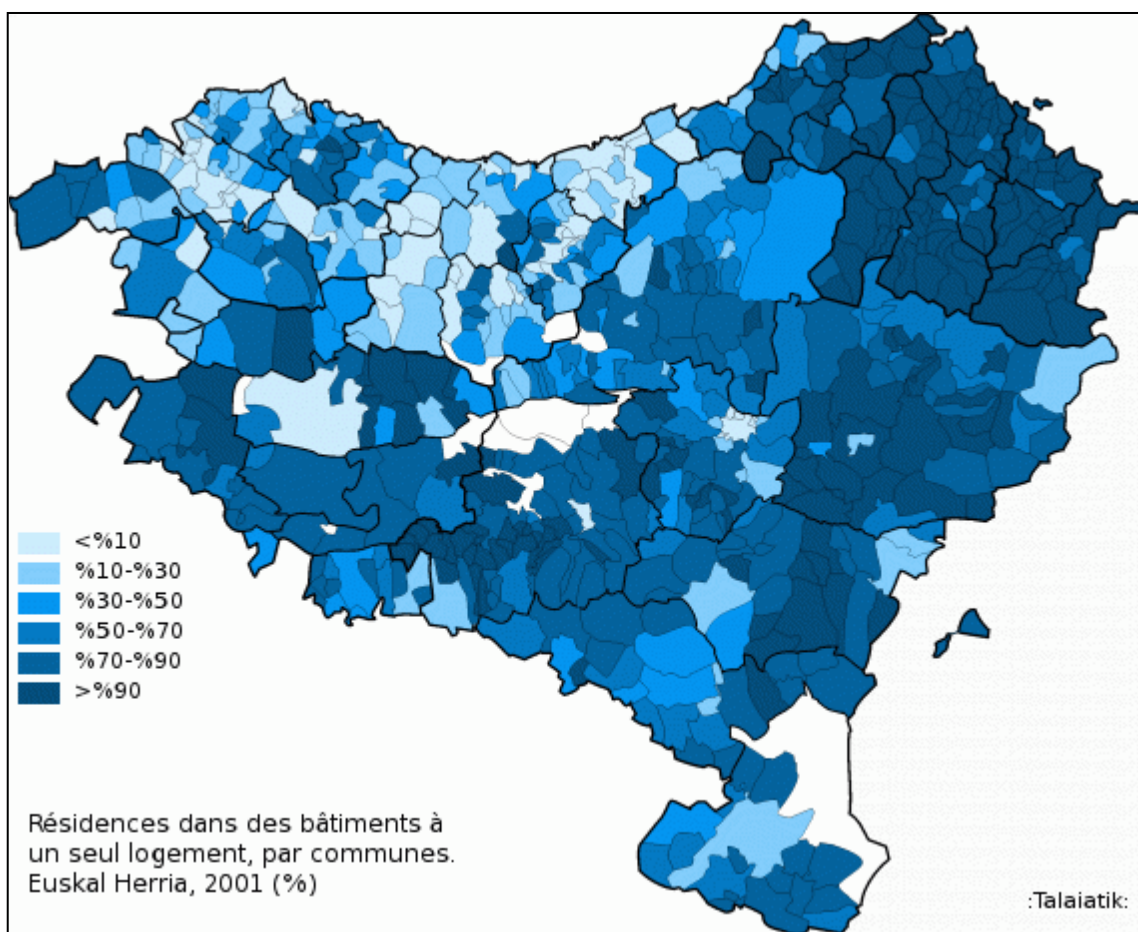 <%10
%10-%30
%30-%50
%50-%70
%70-%90
>%90
Résidences dans des bâtiments à
un seul logement, par communes.
Euskal Herria, 2001 (%)
:Talaiatik: